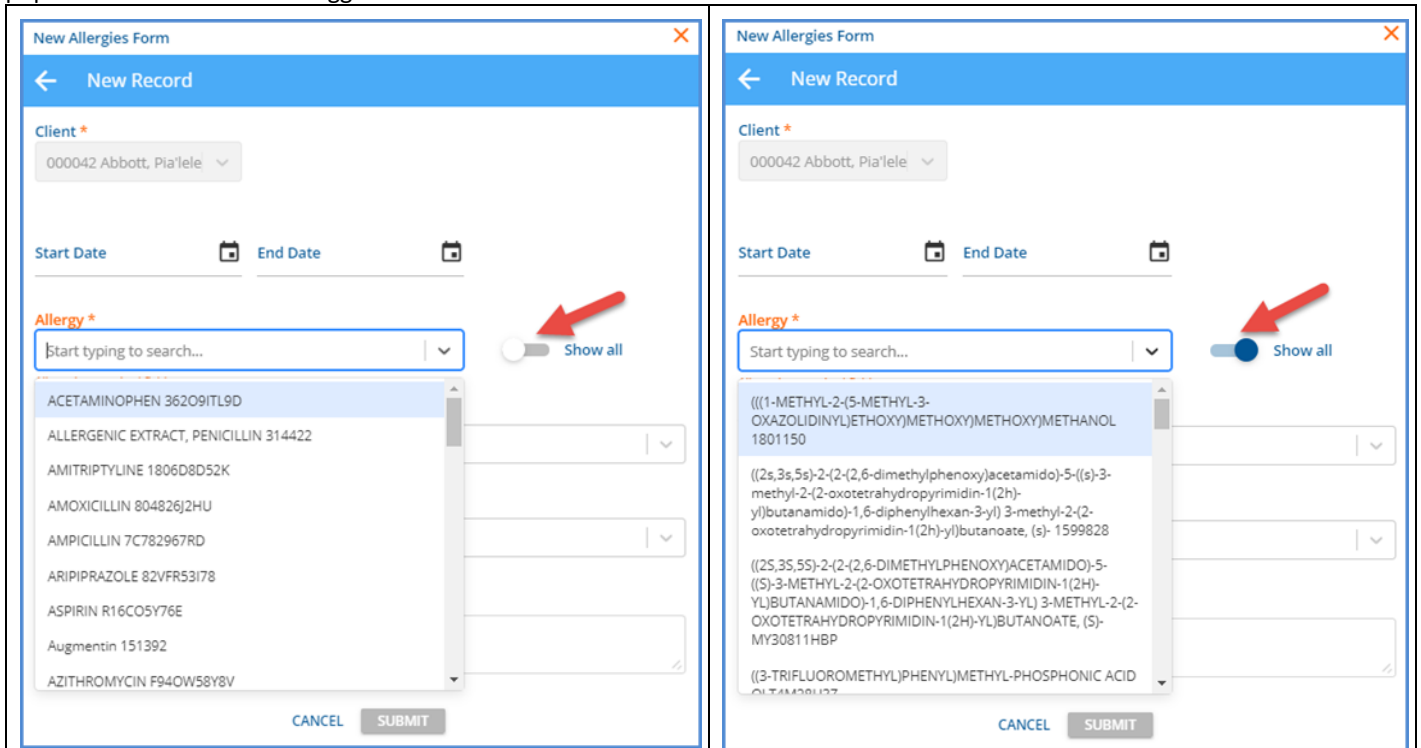 New Allergies Form
New Record
Client *
000042 Abbott, Pia'lele
Start Date End Date
Allergy *
Start typing to search...
Show all
ACETAMINOPHEN 362O9ITL9D
ALLERGENIC EXTRACT, PENICILLIN 314422
AMITRIPTYLINE 1806D8D52K
AMOXICILLIN 804826J2HU
AMPICILLIN 7C782967RD
ARIPIPRAZOLE 82VFR53I78
ASPIRIN R16CO5Y76E
Augmentin 151392
AZITHROMYCIN F94OW58Y8V
CANCEL SUBMIT
New Allergies Form
New Record
Client *
000042 Abbott, Pia'lele
Start Date End Date
Allergy *
Start typing to search...
Show all
(((1-METHYL-2-(5-METHYL-3-
OXAZOLIDINYL)ETHOXY)METHOXY)METHOXY)METHANOL
1801150
((2s,3s,5s)-2-(2-(2,6-dimethylphenoxy)acetamido)-5-((s)-3-
methyl-2-(2-oxotetrahydropyrimidin-1(2h)-
yl)butanamido)-1,6-diphenylhexan-3-yl) 3-methyl-2-(2-
oxotetrahydropyrimidin-1(2h)-yl)butanoate, (s)- 1599828
((2S,3S,5S)-2-(2-(2,6-DIMETHYLPHENOXY)ACETAMIDO)-5-
((S)-3-METHYL-2-(2-OXOTETRAHYDROPYRIMIDIN-1(2H)-
YL)BUTANAMIDO)-1,6-DIPHENYLHEXAN-3-YL) 3-METHYL-2-(2-
OXOTETRAHYDROPYRIMIDIN-1(2H)-YL)BUTANOATE, (S)-
MY30811HBP
((3-TRIFLUOROMETHYL)PHENYL)METHYL-PHOSPHONIC ACID
CANCEL SUBMIT